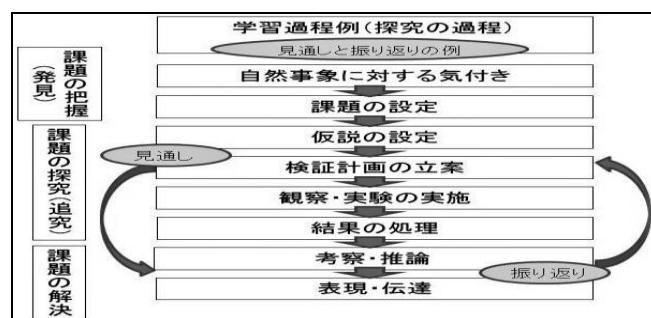 学習過程例(探究の過程)
見通しと振り返りの例
課題の把握
(発見)
自然事象に対する気付き
課題の設定
課題の探究(追究)
仮説の設定
見通し
検証計画の立案
観察・実験の実施
結果の処理
課題の解決
考察・推論
振り返り
表現・伝達